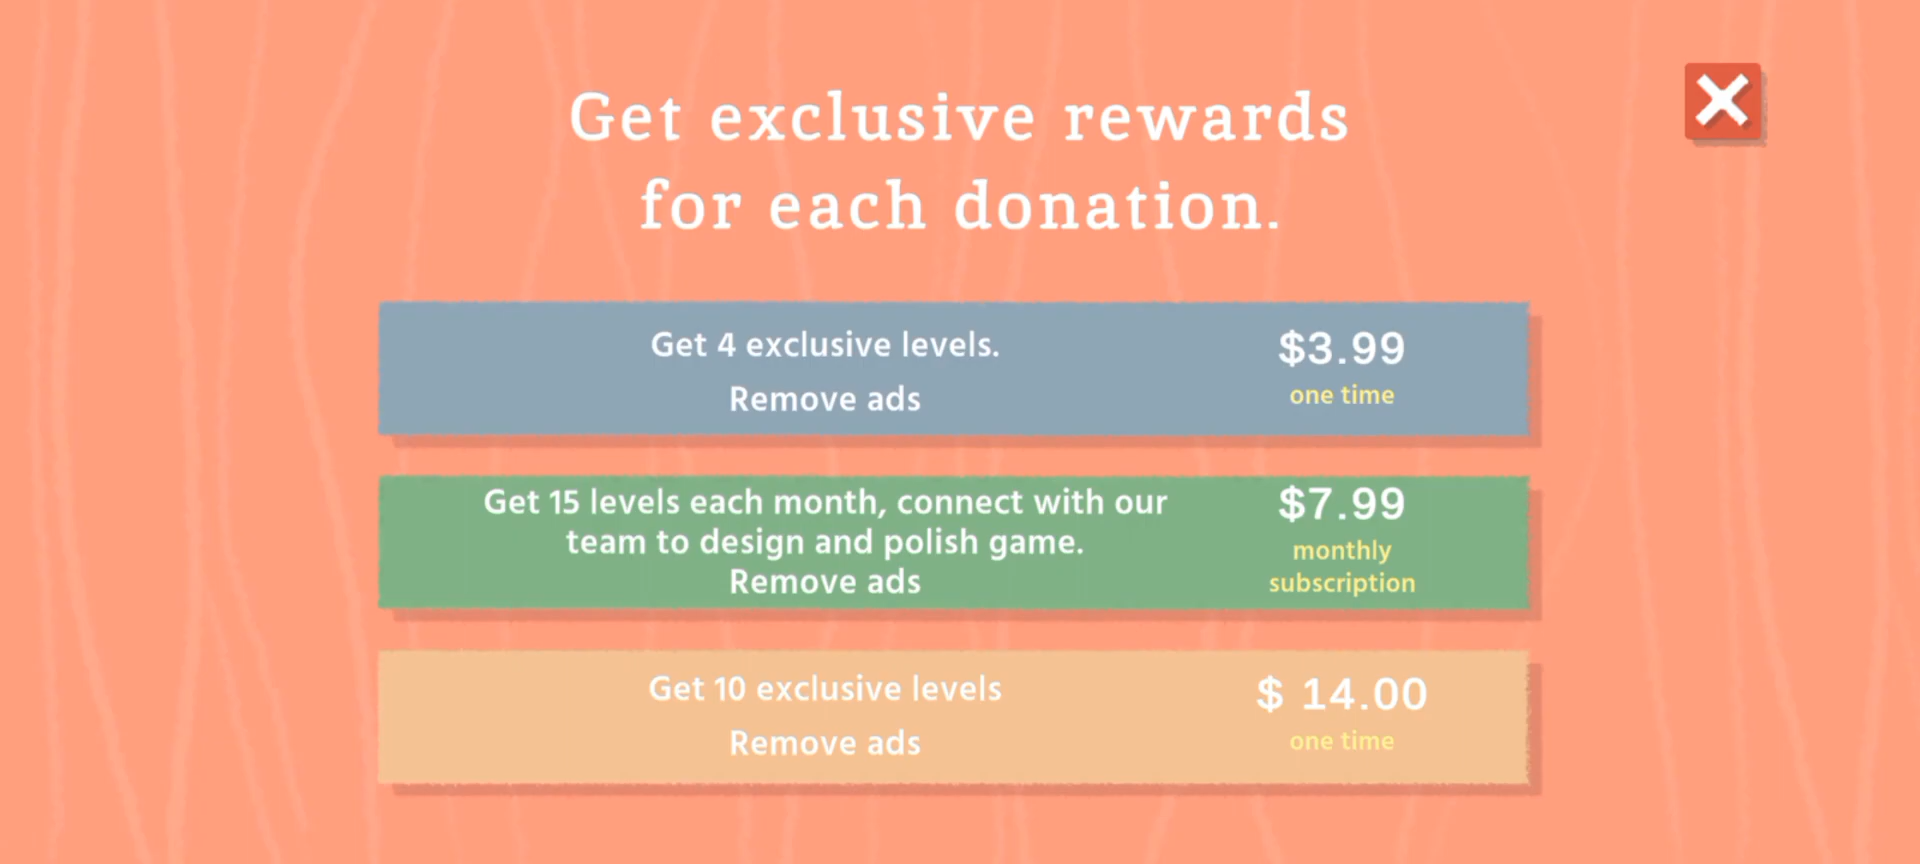 Get exclusive rewards
for each donation.
Get 4 exclusive levels.
Remove ads
$3.99
one time
Get 15 levels each month, connect with our
team to design and polish game.
Remove ads
$7.99
monthly
subscription
Get 10 exclusive levels
Remove ads
$ 14.00
one time